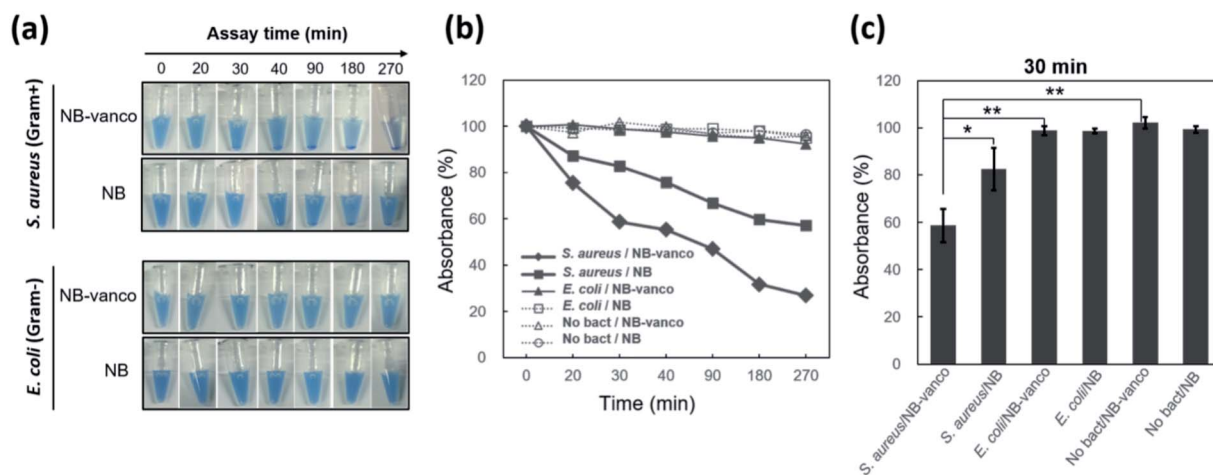 (a)
Assay time (min)
0 20 30 40 90 180 270
S. aureus (Gram+)
NB-vanco
NB
E. coli (Gram-)
NB-vanco
NB
(b)
Absorbance (%)
120
100
80
60
40
20
0
S. aureus / NB-vanco
S. aureus / NB
E. coli / NB-vanco
E. coli / NB
No bact / NB-vanco
No bact / NB
0 20 30 40 90 180 270
Time (min)
(c)
30 min
**
**
*
Absorbance (%)
120
100
80
60
40
20
0
S. aureus/NB-vanco
S. aureus/NB
E. coli/NB-vanco
E. coli/NB
No bact/NB-vanco
No bact/NB